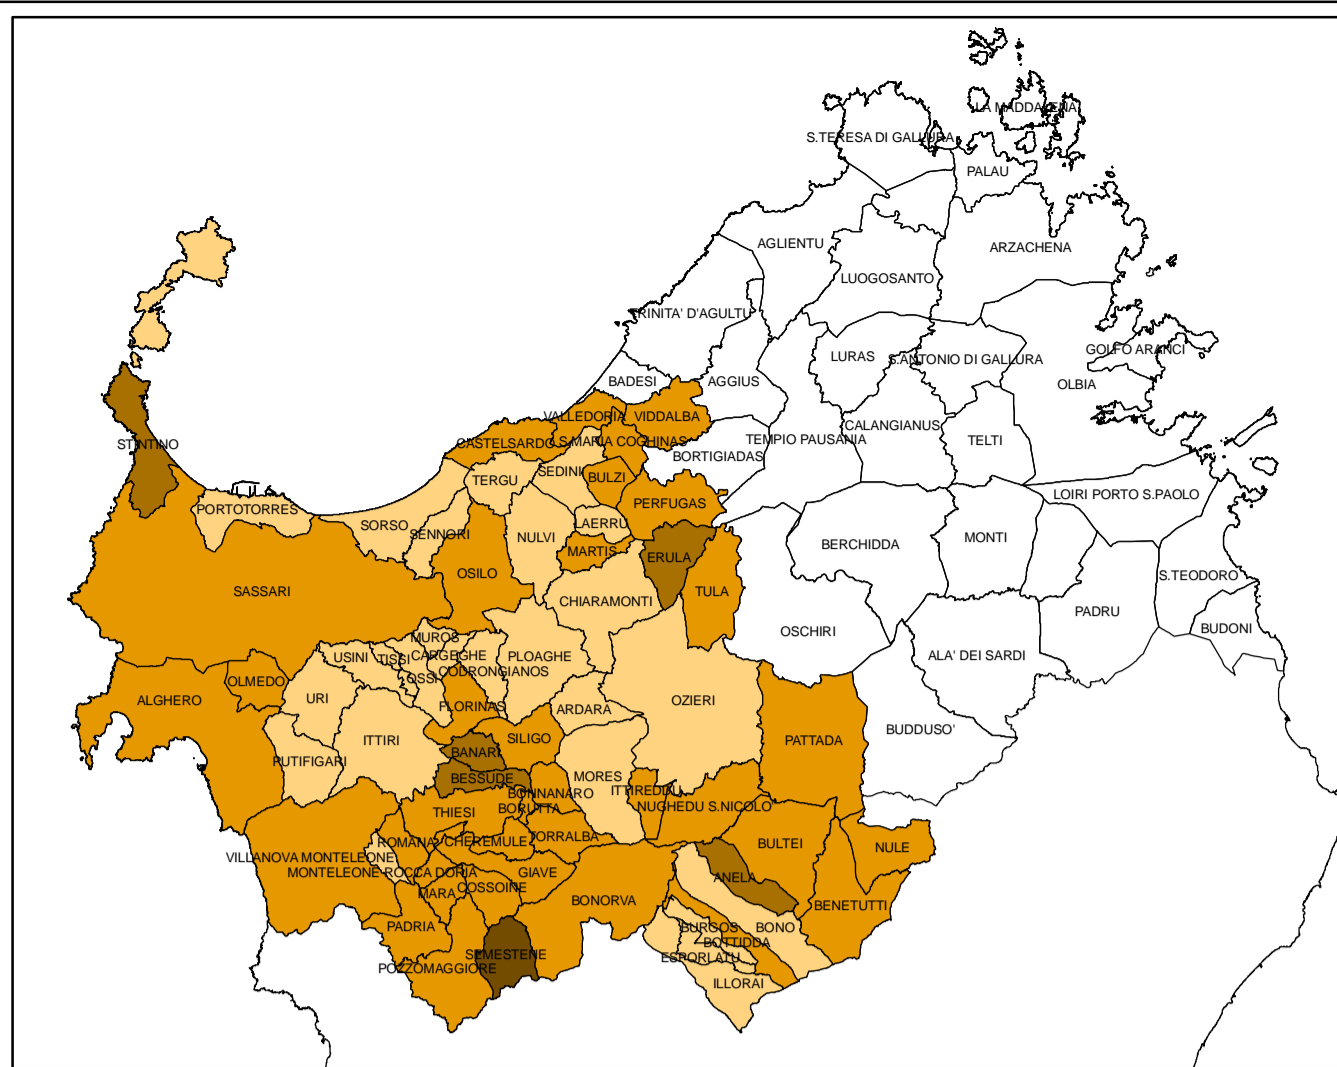 LA MADDALENA
S.TERESA DI GALLURA
PALAU
AGLIENTU
ARZACHENA
LUOGOSANTO
TRINITA' D'AGULTU
LURAS
S.ANTONIO DI GALLURA
GOLFO ARANCI
BADESI
AGGIUS
OLBIA
VALLEDORIA
VIDDALBA
CALANGIANUS
STINTINO
CASTELSARDO
S.MARIA COGHINAS
TEMPIO PAUSANIA
TELTI
BORTIGIADAS
SEDINI
TERGU
BULZI
LOIRI PORTO S.PAOLO
PERFUGAS
PORTOTORRES
SORSO
LAERRU
SENNORI
NULVI
MONTI
BERCHIDDA
MARTIS
ERULA
OSILO
S.TEODORO
SASSARI
TULA
CHIARAMONTI
PADRU
OSCHIRI
BUDONI
MUROS
USINI
TISSI
CARGEGHE
PLOAGHE
ALA' DEI SARDI
CODRONGIANOS
OSSI
OLMEDO
ALGHERO
URI
OZIERI
FLORINAS
ARDARA
BUDDUSO'
ITTIRI
SILIGO
PATTADA
BANARI
PUTIFIGARI
BESSUDE
MORES
ITTIREDDU
BONNANARO
BORUTTA
NUGHEDU S.NICOLO
THIESI
TORRALBA
ROMANA
CHEREMULE
BULTEI
NULE
VILLANOVA MONTELEONE
MONTELEONE ROCCA DORIA
GIAVE
ANELA
COSSOINE
MARA
BONORVA
BENETUTTI
PADRIA
BURGOS
BONO
BOTTIDDA
SEMESTENE
ESPORLATU
POZZOMAGGIORE
ILLORAI